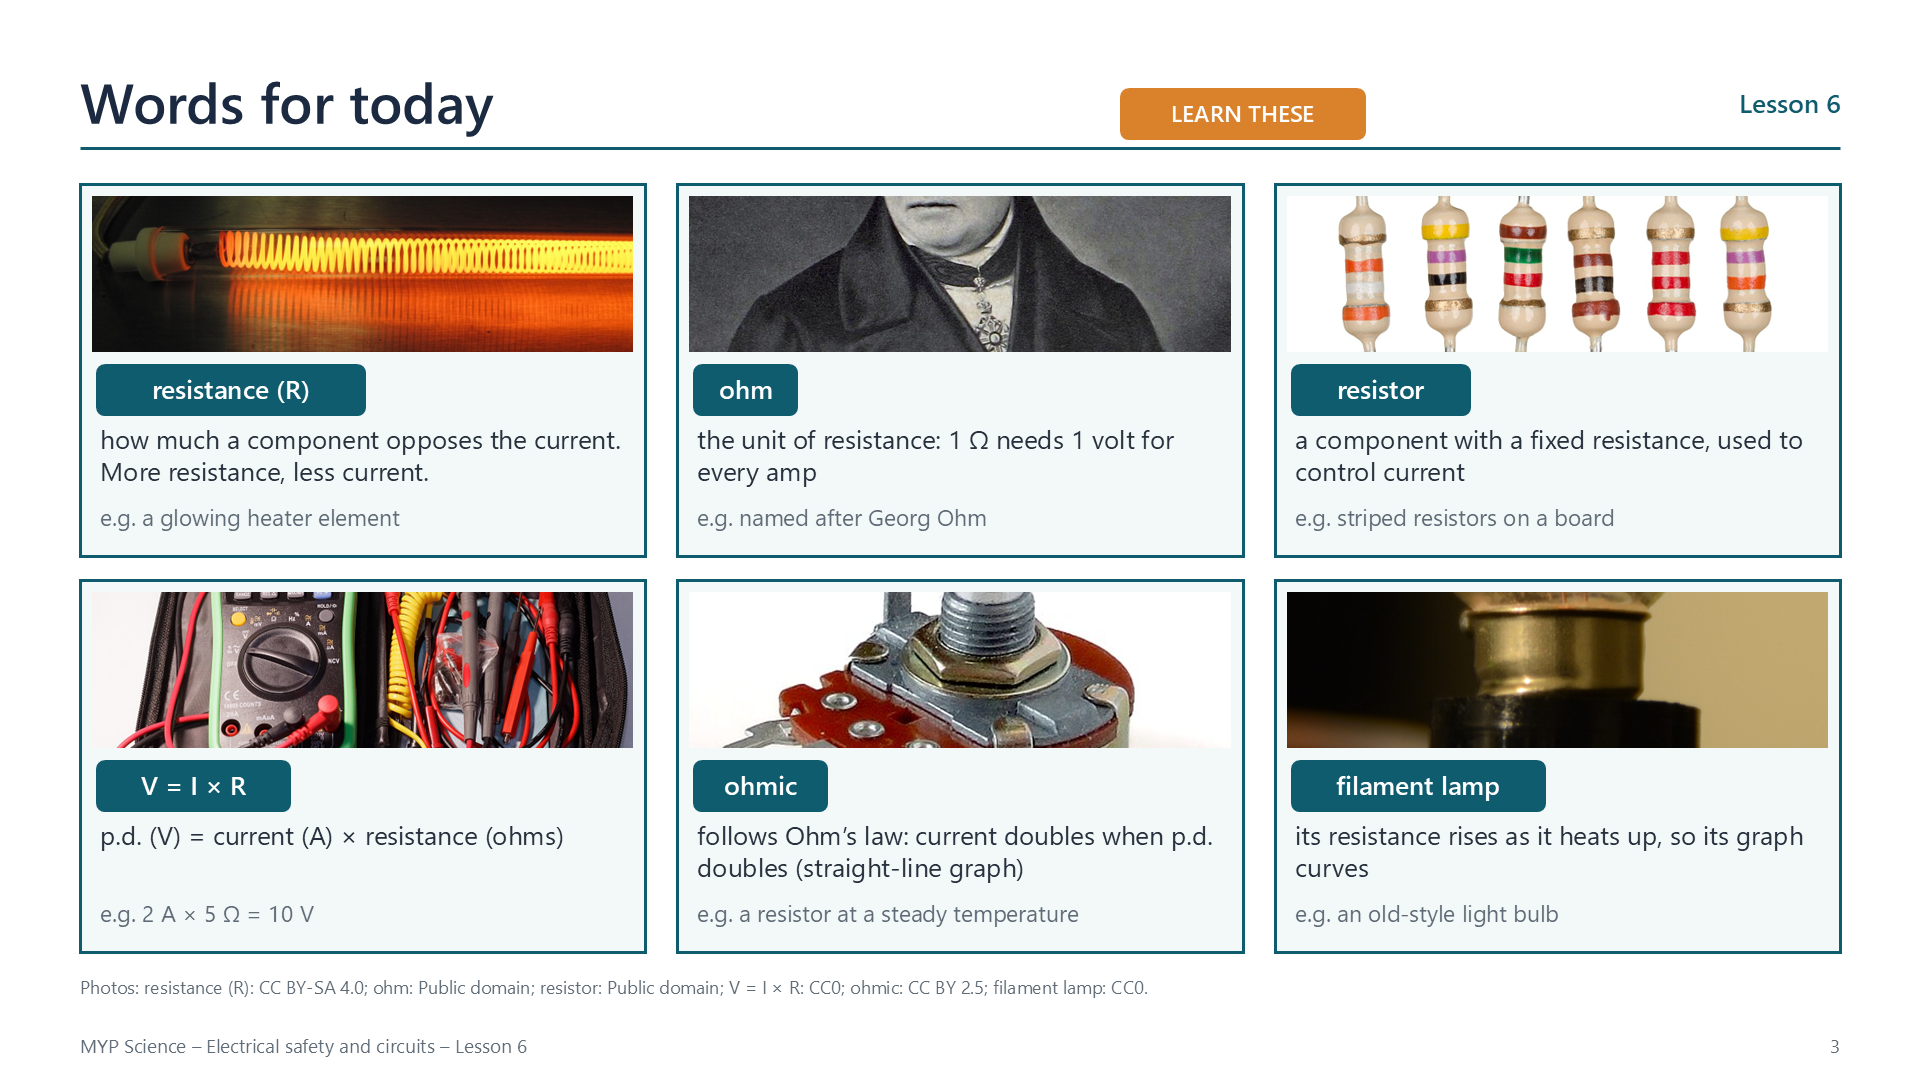 Words for today
LEARN THESE
Lesson 6
resistance (R)
how much a component opposes the current.
More resistance, less current.
e.g. a glowing heater element
ohm
the unit of resistance: 1 Ω needs 1 volt for
every amp
e.g. named after Georg Ohm
resistor
a component with a fixed resistance, used to
control current
e.g. striped resistors on a board
V = I × R
p.d. (V) = current (A) × resistance (ohms)
e.g. 2 A × 5 Ω = 10 V
ohmic
follows Ohm’s law: current doubles when p.d.
doubles (straight-line graph)
e.g. a resistor at a steady temperature
filament lamp
its resistance rises as it heats up, so its graph
curves
e.g. an old-style light bulb
Photos: resistance (R): CC BY-SA 4.0; ohm: Public domain; resistor: Public domain; V = I × R: CC0; ohmic: CC BY 2.5; filament lamp: CC0.
MYP Science – Electrical safety and circuits – Lesson 6
3